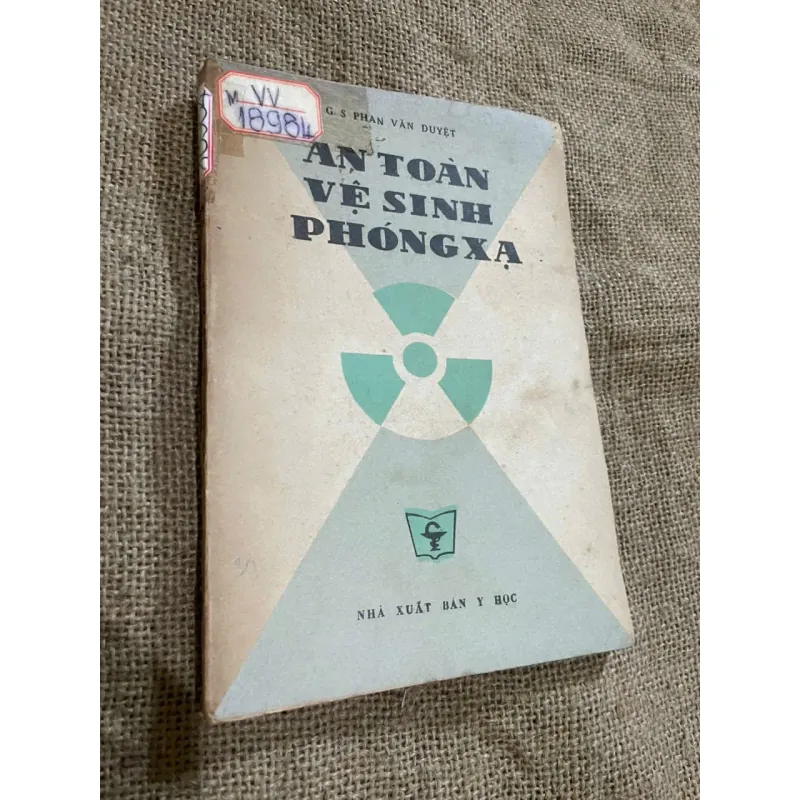 M VV
18984
G. S PHAN VĂN DUYỆT
AN TOÀN
VỆ SINH
PHÓNG XẠ
NHÀ XUẤT BẢN Y HỌC